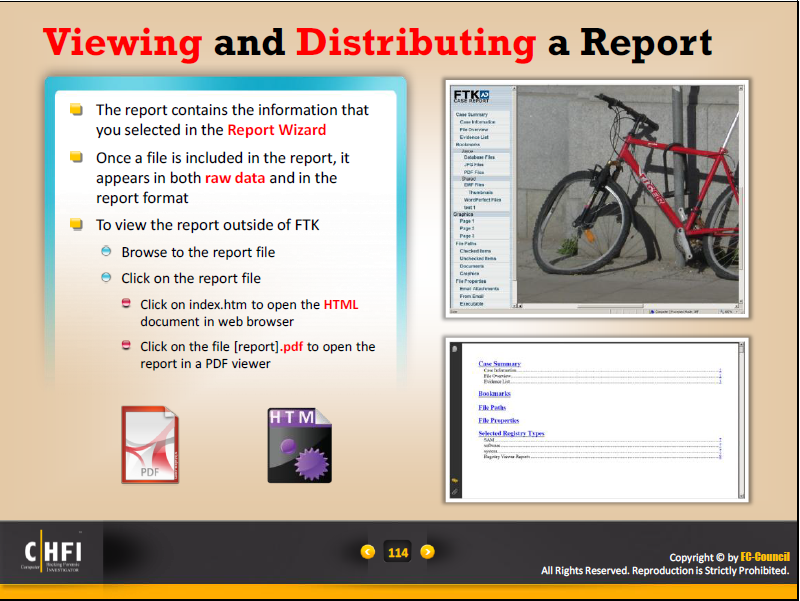 Viewing and Distributing a Report
The report contains the information that
you selected in the Report Wizard
Once a file is included in the report, it
appears in both raw data and in the
report format
To view the report outside of FTK
Browse to the report file
Click on the report file
Click on index.htm to open the HTML
document in web browser
Click on the file [report].pdf to open the
report in a PDF viewer
PDF
HTM
FTK
CASE REPORT
Case Summary
Case Information
File Overview
Evidence List
Bookmarks
Database Files
JPG Files
PDF Files
Shared
EMF Files
Thumbnails
WordPerfect Files
test 1
Graphics
Page 1
Page 2
Page 3
File Paths
Checked Items
Unchecked Items
Documents
Graphics
File Properties
Email Attachments
From Email
Executable
Case Summary
Case Information
File Overview
Evidence List
Bookmarks
File Paths
File Properties
Selected Registry Types
SAM
software
system
Registry Viewer Reports
CHFI
Computer Hacking Forensic
INVESTIGATOR
114
Copyright © by EC-Council
All Rights Reserved. Reproduction is Strictly Prohibited.